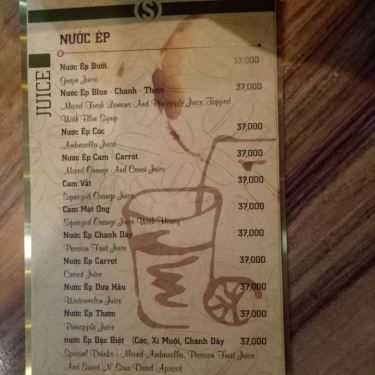 S
JUICE
NƯỚC ÉP
Nước Ép Bưởi 37,000
Grape Juice
Nước Ép Blue - Chanh - Thơm 37,000
Mixed Fresh Lemon And Pineapple Juice Topped
With Blue Syrup
Nước Ép Cóc 37,000
Ambarella Juice
Nước Ép Cam - Carrot 37,000
Mixed Orange And Carrot Juice
Cam Vắt 37,000
Squeezed Orange Juice
Cam Mật Ong 37,000
Squeezed Orange Juice With Honey
Nước Ép Chanh Dây 37,000
Passion Fruit Juice
Nước Ép Carrot 37,000
Carrot Juice
Nước Ép Dưa Hấu 37,000
Watermelon Juice
Nước Ép Thơm 37,000
Pineapple Juice
nước Ép Đặc Biệt (Cóc, Xí Muội, Chanh Dây) 37,000
Special Drinks : Mixed Ambarella, Passion Fruit Juice
And Sweet N' Sour Dried Apricot